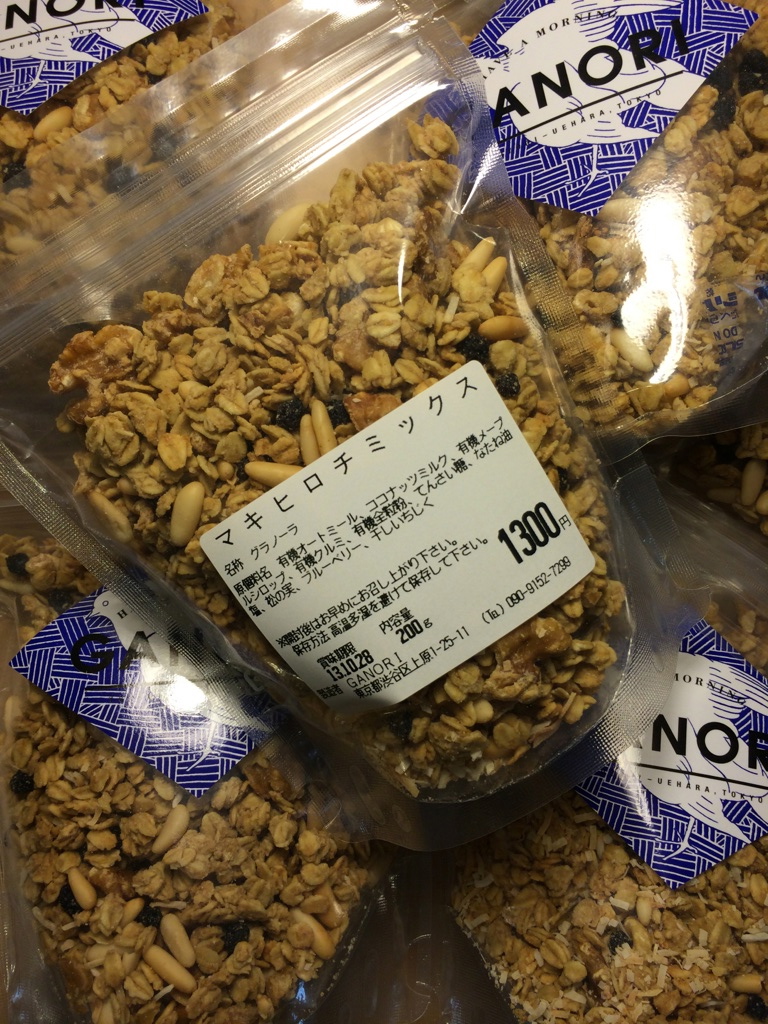 -UEHARA, TOKYO
A MORNING
ANORI
I-UEHARA, TOKYO
マキヒロチミックス
名称 グラノーラ
原材料名 有機オートミール、ココナッツミルク、有機メープ
ルシロップ、有機クルミ、有機全粒粉、てんさい糖、なたね油
塩、松の実、ブルーベリー、干しいちじく
1300円
※開封後はお早めにお召し上がり下さい。
保存方法 高温多湿を避けて保存して下さい。
内容量
200g
賞味期限
13.10.28
製造者 GANORI (TEL) 090-9152-7299
東京都渋谷区上原1-25-11
GAN
MORNING
NOR
I-UEHARA, TOKYO